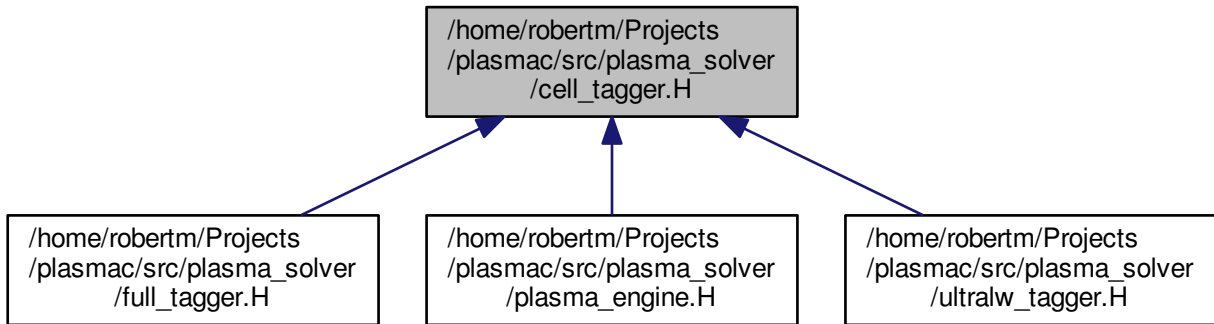 /home/robertm/Projects
/plasmac/src/plasma_solver
/cell_tagger.H
/home/robertm/Projects
/plasmac/src/plasma_solver
/full_tagger.H
/home/robertm/Projects
/plasmac/src/plasma_solver
/plasma_engine.H
/home/robertm/Projects
/plasmac/src/plasma_solver
/ultralw_tagger.H